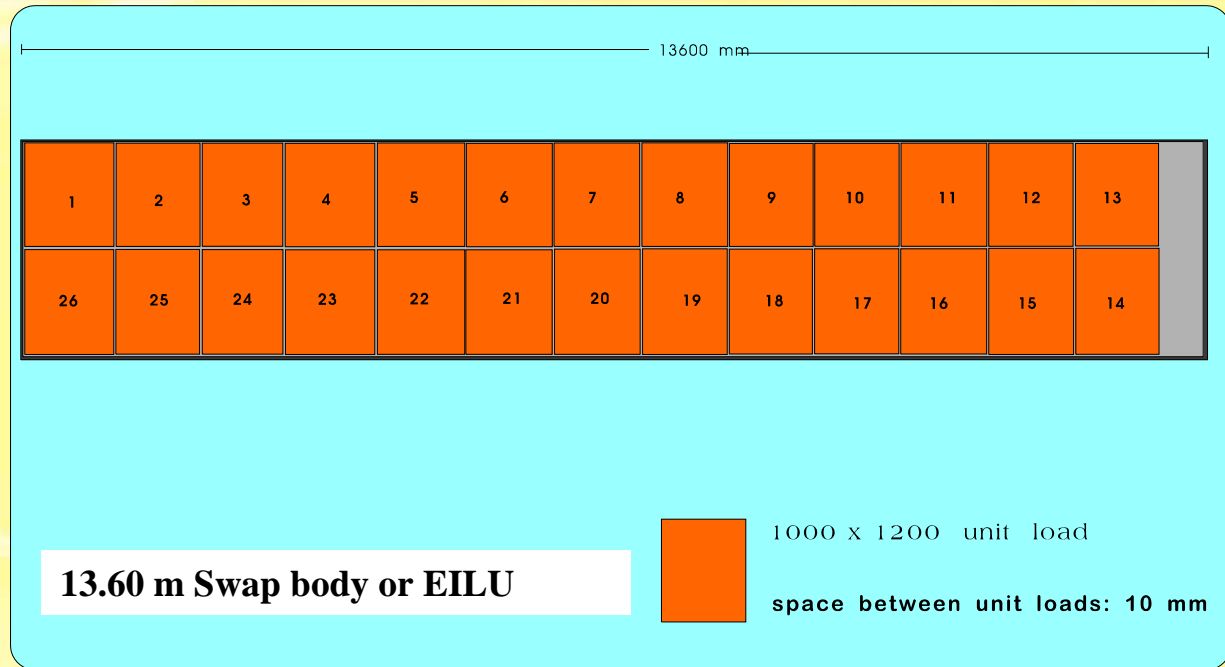 13600 mm
1 2 3 4 5 6 7 8 9 10 11 12 13
26 25 24 23 22 21 20 19 18 17 16 15 14
1000 x 1200 unit load
13.60 m Swap body or EILU
space between unit loads: 10 mm